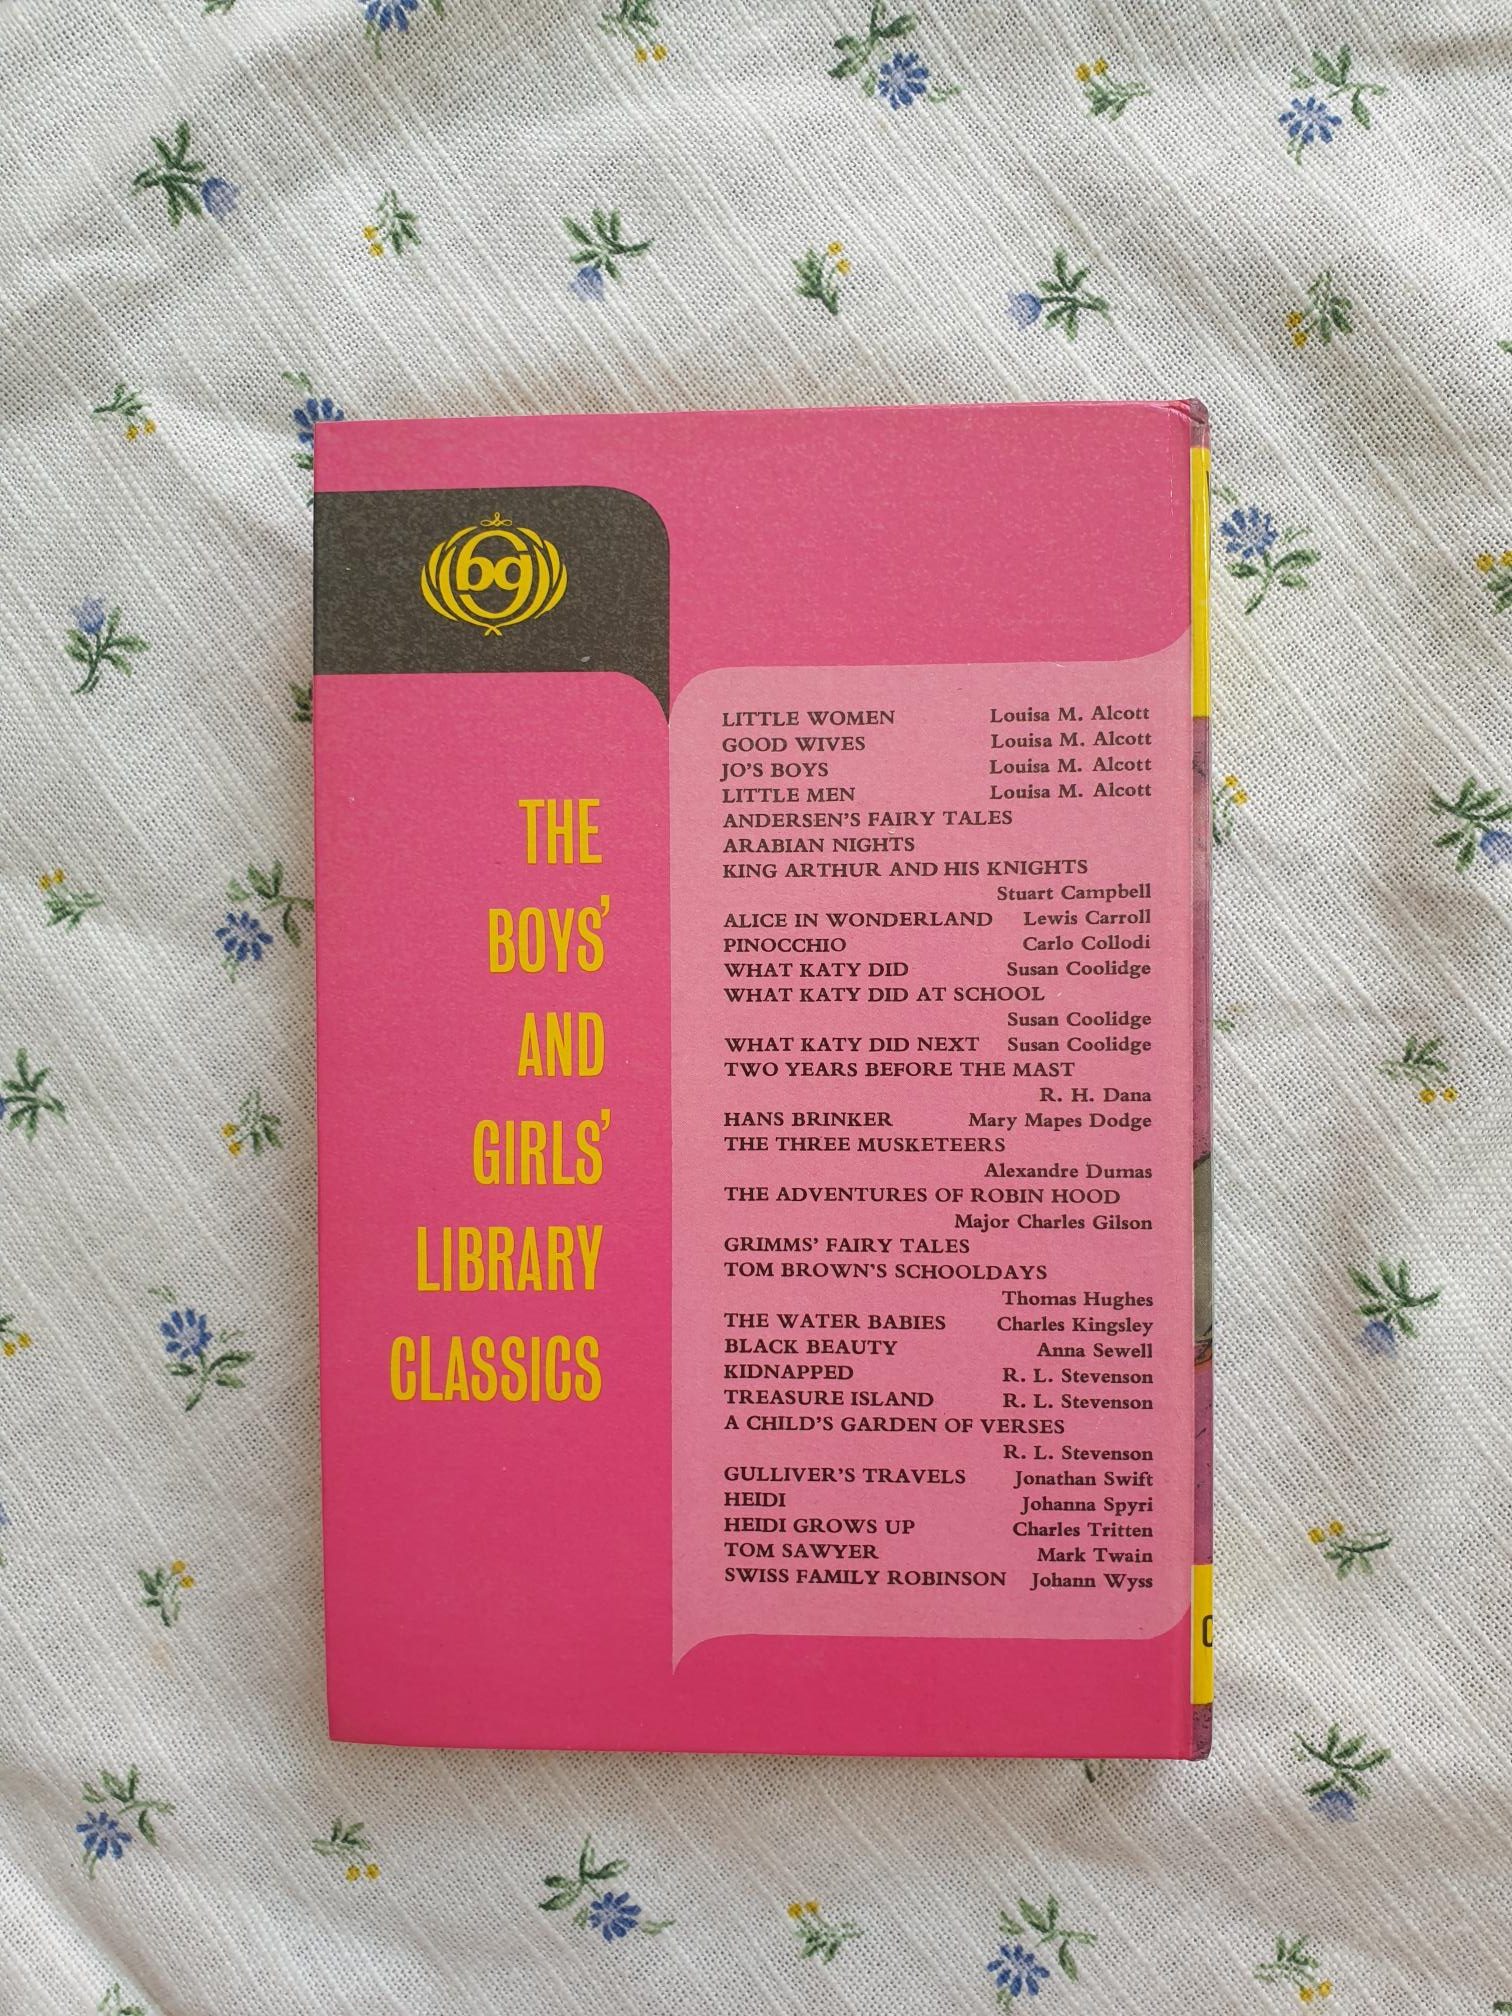 bg
THE
BOYS'
AND
GIRLS'
LIBRARY
CLASSICS
LITTLE WOMEN Louisa M. Alcott
GOOD WIVES Louisa M. Alcott
JO'S BOYS Louisa M. Alcott
LITTLE MEN Louisa M. Alcott
ANDERSEN'S FAIRY TALES
ARABIAN NIGHTS
KING ARTHUR AND HIS KNIGHTS
Stuart Campbell
ALICE IN WONDERLAND Lewis Carroll
PINOCCHIO Carlo Collodi
WHAT KATY DID Susan Coolidge
WHAT KATY DID AT SCHOOL
Susan Coolidge
WHAT KATY DID NEXT Susan Coolidge
TWO YEARS BEFORE THE MAST
R. H. Dana
HANS BRINKER Mary Mapes Dodge
THE THREE MUSKETEERS
Alexandre Dumas
THE ADVENTURES OF ROBIN HOOD
Major Charles Gilson
GRIMMS' FAIRY TALES
TOM BROWN'S SCHOOLDAYS
Thomas Hughes
THE WATER BABIES Charles Kingsley
BLACK BEAUTY Anna Sewell
KIDNAPPED R. L. Stevenson
TREASURE ISLAND R. L. Stevenson
A CHILD'S GARDEN OF VERSES
R. L. Stevenson
GULLIVER'S TRAVELS Jonathan Swift
HEIDI Johanna Spyri
HEIDI GROWS UP Charles Tritten
TOM SAWYER Mark Twain
SWISS FAMILY ROBINSON Johann Wyss